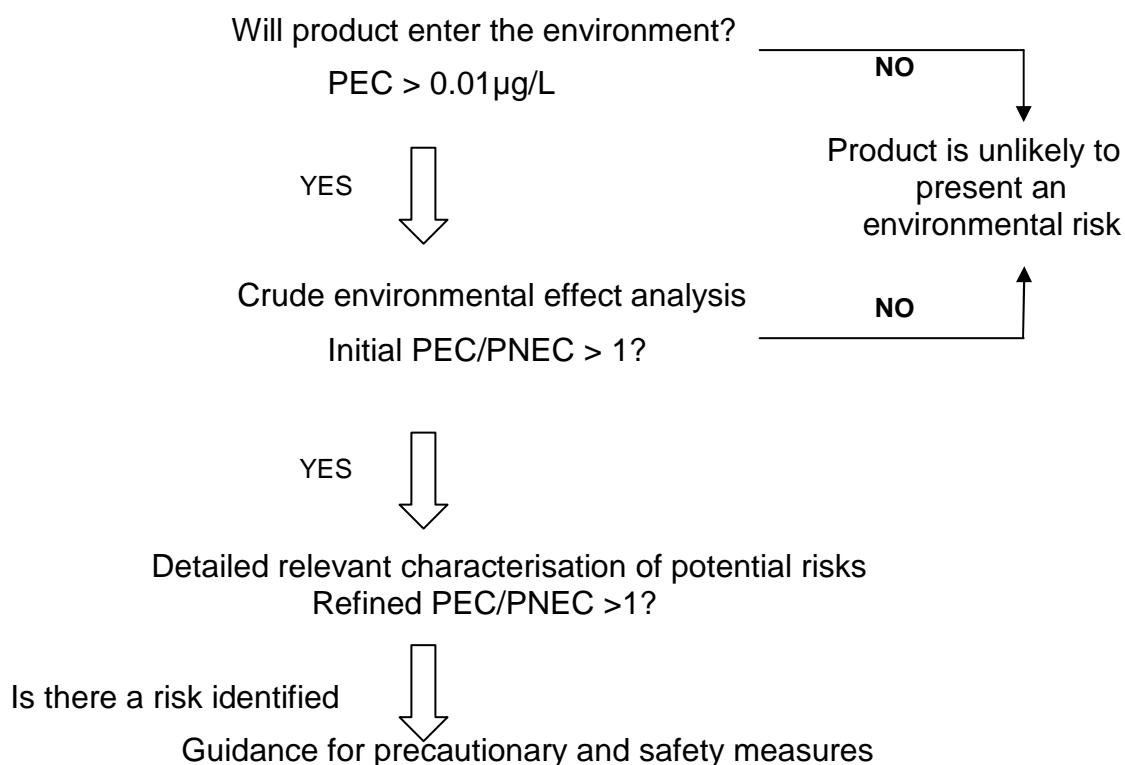 Will product enter the environment?
NO
PEC > 0.01µg/L
Product is unlikely to
present an
environmental risk
YES
Crude environmental effect analysis
NO
Initial PEC/PNEC > 1?
YES
Detailed relevant characterisation of potential risks
Refined PEC/PNEC >1?
Is there a risk identified
Guidance for precautionary and safety measures